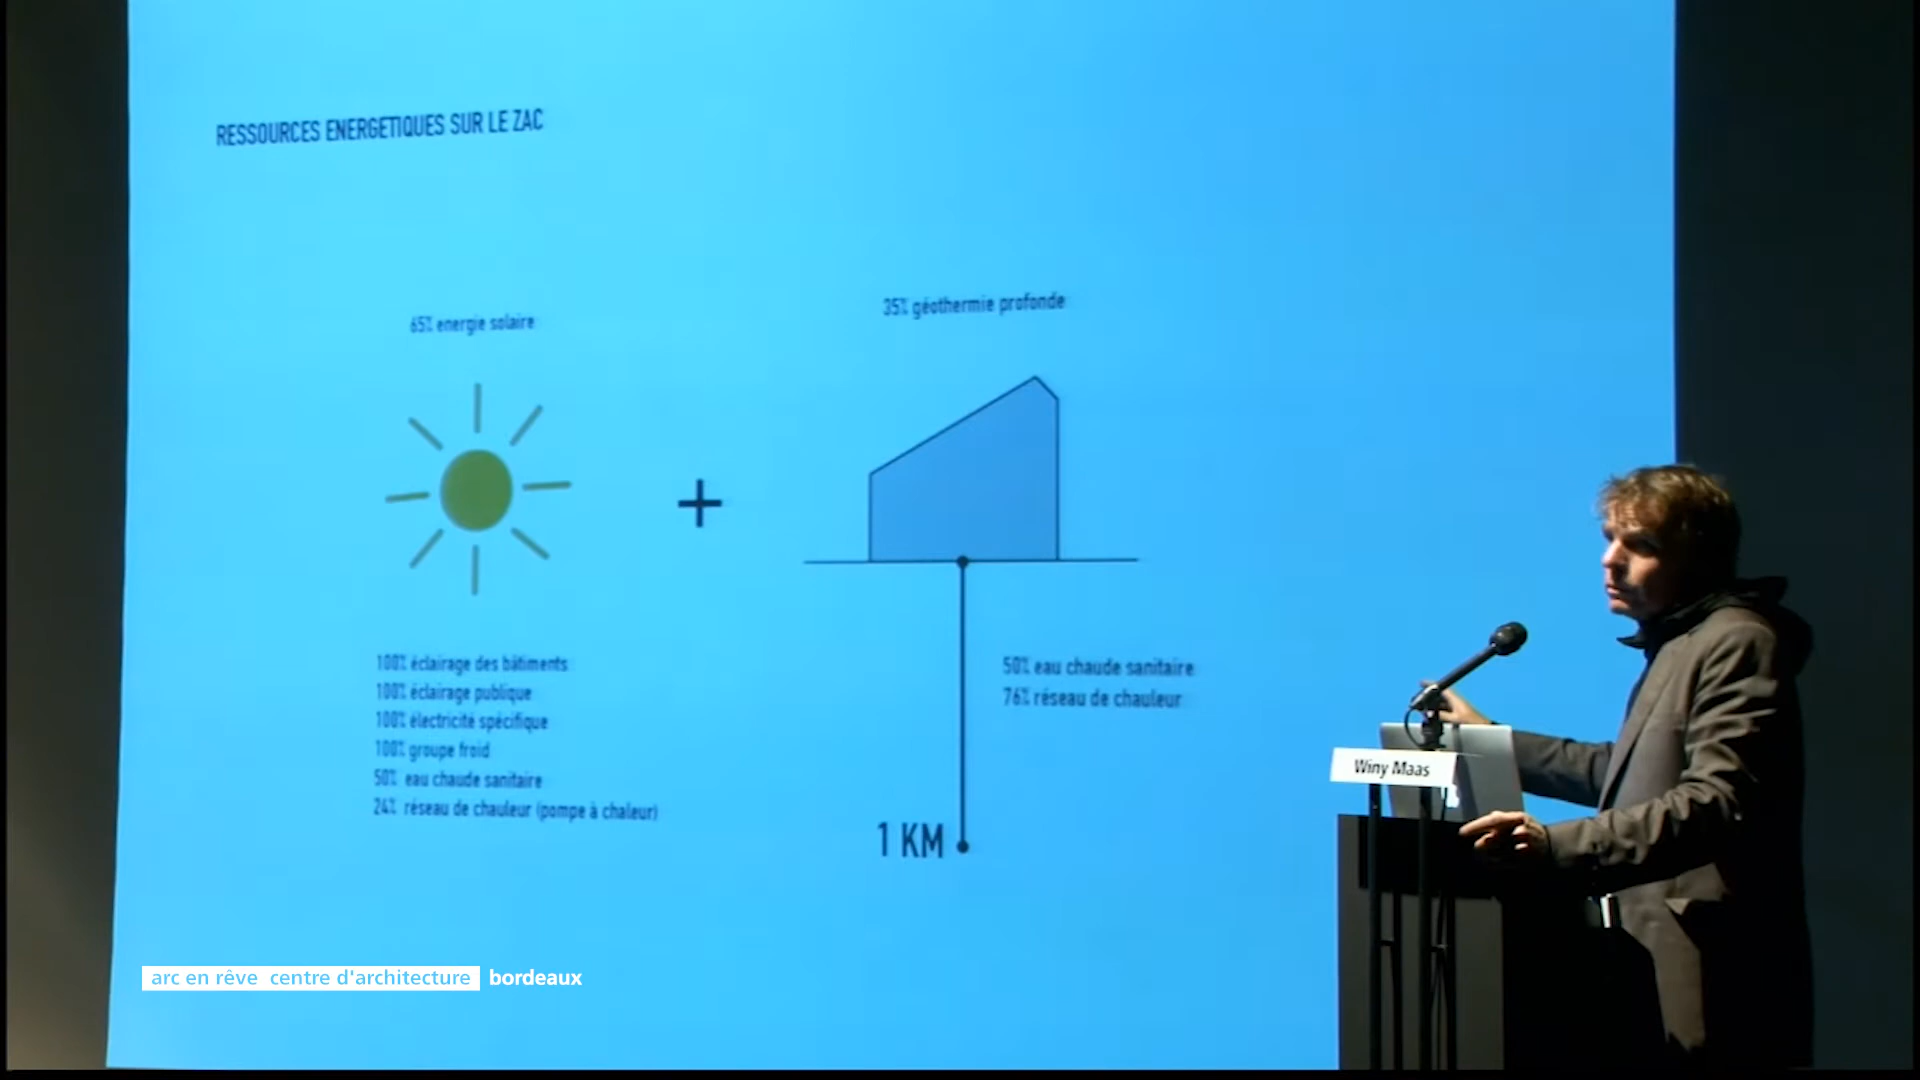 RESSOURCES ENERGETIQUES SUR LE ZAC
65% energie solaire
35% géothermie profonde
100% éclairage des bâtiments
100% éclairage publique
100% électricité spécifique
100% groupe froid
50% eau chaude sanitaire
24% réseau de chauleur (pompe à chaleur)
50% eau chaude sanitaire
76% réseau de chauleur
1 KM
Winy Maas
arc en rêve centre d'architecture bordeaux